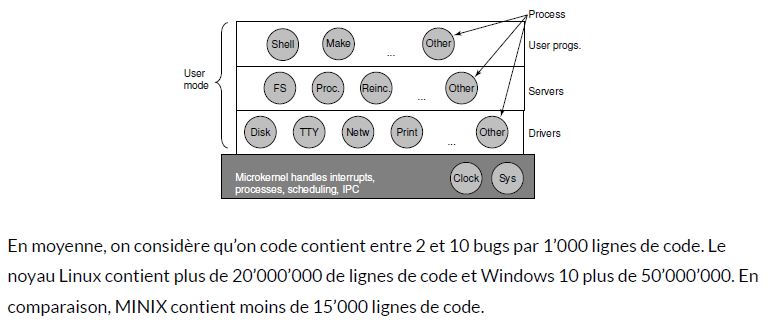 Process
Shell Make ... Other User progs.
User mode
FS Proc. Reinc. ... Other Servers
Disk TTY Netw Print ... Other Drivers
Microkernel handles interrupts,
processes, scheduling, IPC
Clock Sys
En moyenne, on considère qu’on code contient entre 2 et 10 bugs par 1’000 lignes de code. Le
noyau Linux contient plus de 20’000’000 de lignes de code et Windows 10 plus de 50’000’000. En
comparaison, MINIX contient moins de 15’000 lignes de code.